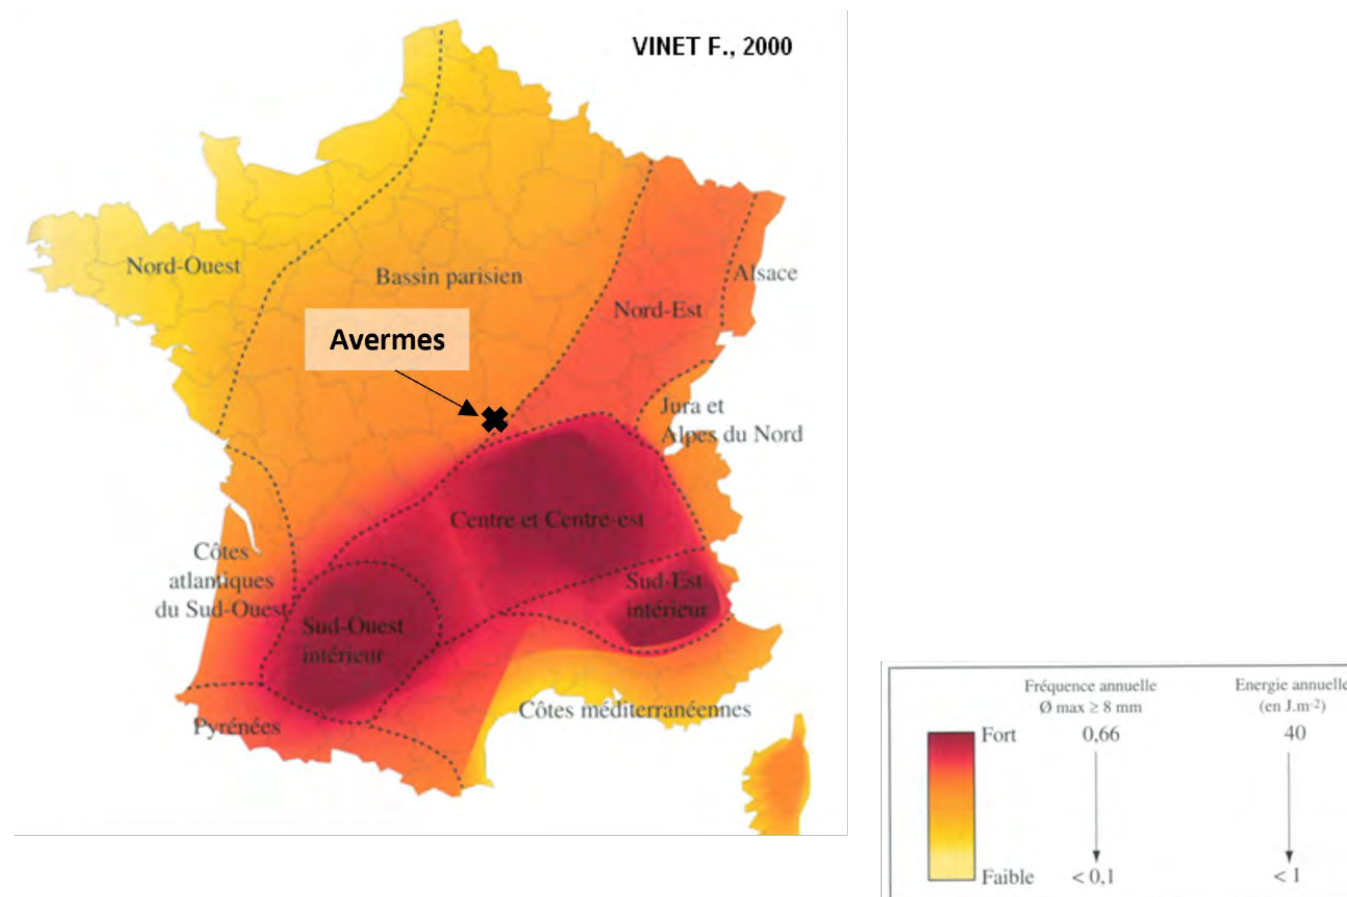 VINET F., 2000
Nord-Ouest
Bassin parisien
Alsace
Nord-Est
Avermes
Jura et
Alpes du Nord
Centre et Centre-est
Côtes
atlantiques
du Sud-Ouest
Sud-Est
intérieur
Sud-Ouest
intérieur
Pyrénées
Côtes méditerranéennes
Fréquence annuelle
Ø max ≥ 8 mm
Energie annuelle
(en J.m-2)
Fort 0,66 40
Faible < 0,1 < 1